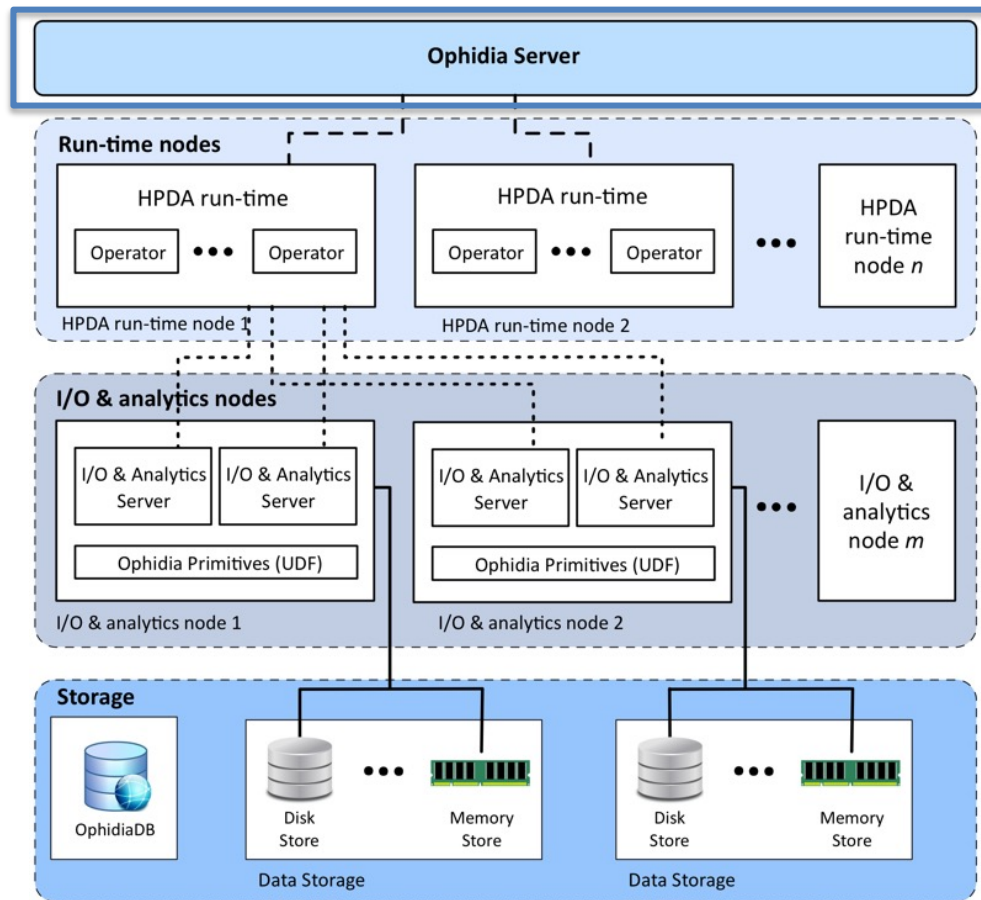 Ophidia Server
Run-time nodes
HPDA run-time
Operator
•••
Operator
HPDA run-time node 1
HPDA run-time
Operator
•••
Operator
HPDA run-time node 2
•••
HPDA
run-time
node n
I/O & analytics nodes
I/O & Analytics
Server
I/O & Analytics
Server
Ophidia Primitives (UDF)
I/O & analytics node 1
I/O & Analytics
Server
I/O & Analytics
Server
Ophidia Primitives (UDF)
I/O & analytics node 2
•••
I/O &
analytics
node m
Storage
OphidiaDB
•••
Disk
Store
Memory
Store
Data Storage
•••
Disk
Store
Memory
Store
Data Storage